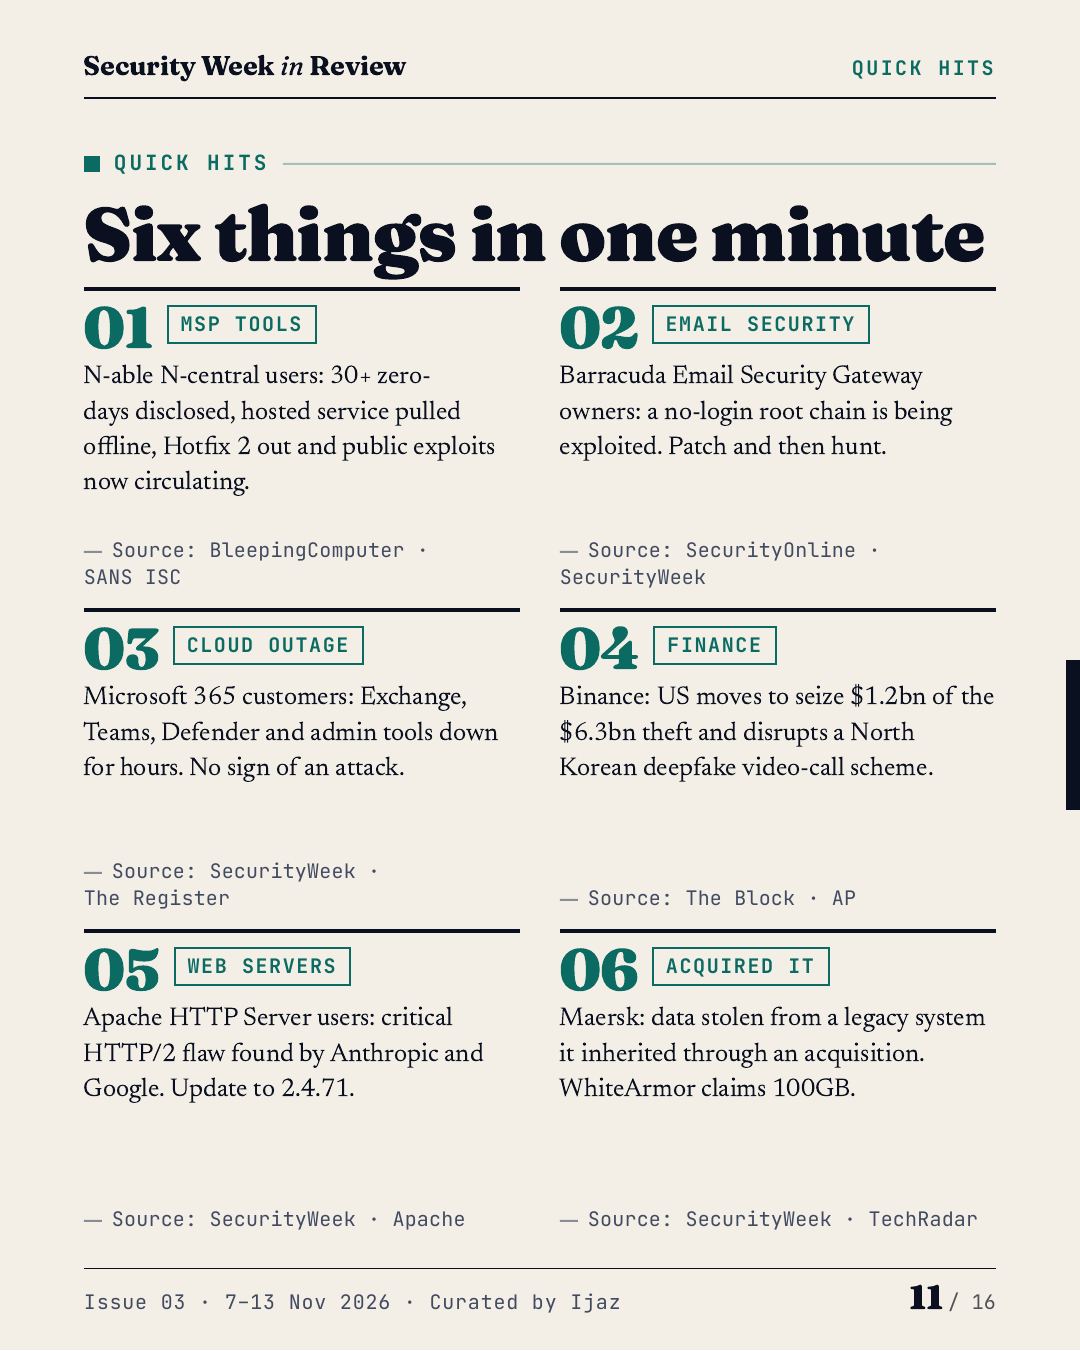 Security Week in Review
QUICK HITS
QUICK HITS
Six things in one minute
01 MSP TOOLS
N-able N-central users: 30+ zero-
days disclosed, hosted service pulled
offline, Hotfix 2 out and public exploits
now circulating.
— Source: BleepingComputer ·
SANS ISC
02 EMAIL SECURITY
Barracuda Email Security Gateway
owners: a no-login root chain is being
exploited. Patch and then hunt.
— Source: SecurityOnline ·
SecurityWeek
03 CLOUD OUTAGE
Microsoft 365 customers: Exchange,
Teams, Defender and admin tools down
for hours. No sign of an attack.
— Source: SecurityWeek ·
The Register
04 FINANCE
Binance: US moves to seize $1.2bn of the
$6.3bn theft and disrupts a North
Korean deepfake video-call scheme.
— Source: The Block · AP
05 WEB SERVERS
Apache HTTP Server users: critical
HTTP/2 flaw found by Anthropic and
Google. Update to 2.4.71.
— Source: SecurityWeek · Apache
06 ACQUIRED IT
Maersk: data stolen from a legacy system
it inherited through an acquisition.
WhiteArmor claims 100GB.
— Source: SecurityWeek · TechRadar
Issue 03 · 7–13 Nov 2026 · Curated by Ijaz
11 / 16